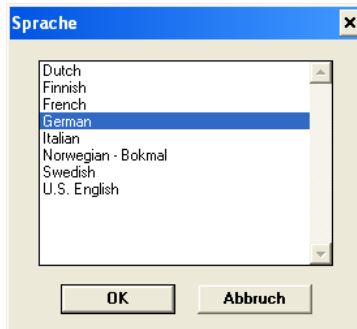 Sprache
Dutch
Finnish
French
German
Italian
Norwegian - Bokmal
Swedish
U.S. English
OK
Abbruch